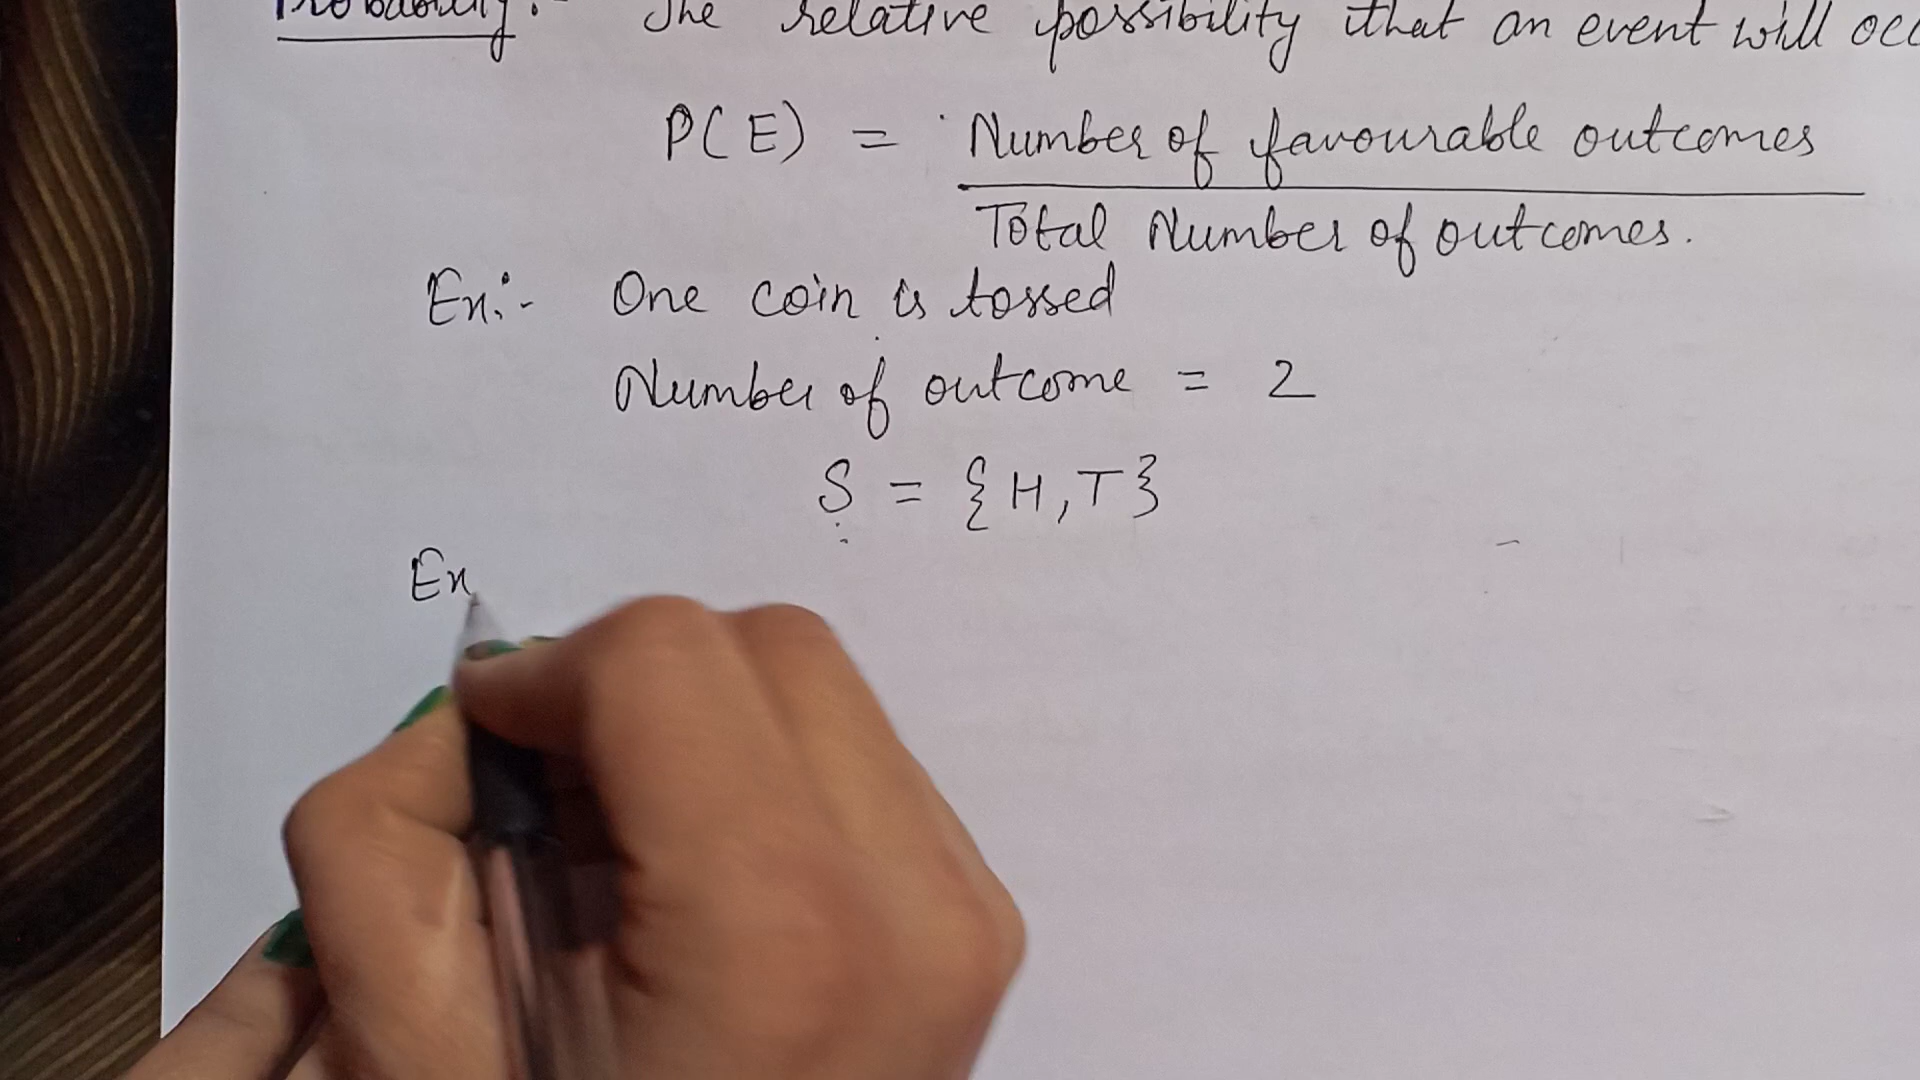 Probability :- The relative possibility that an event will occ
P(E) = Number of favourable outcomes
Total Number of outcomes.
Ex:- One coin is tossed
Number of outcome = 2
S = {H,T}
Ex